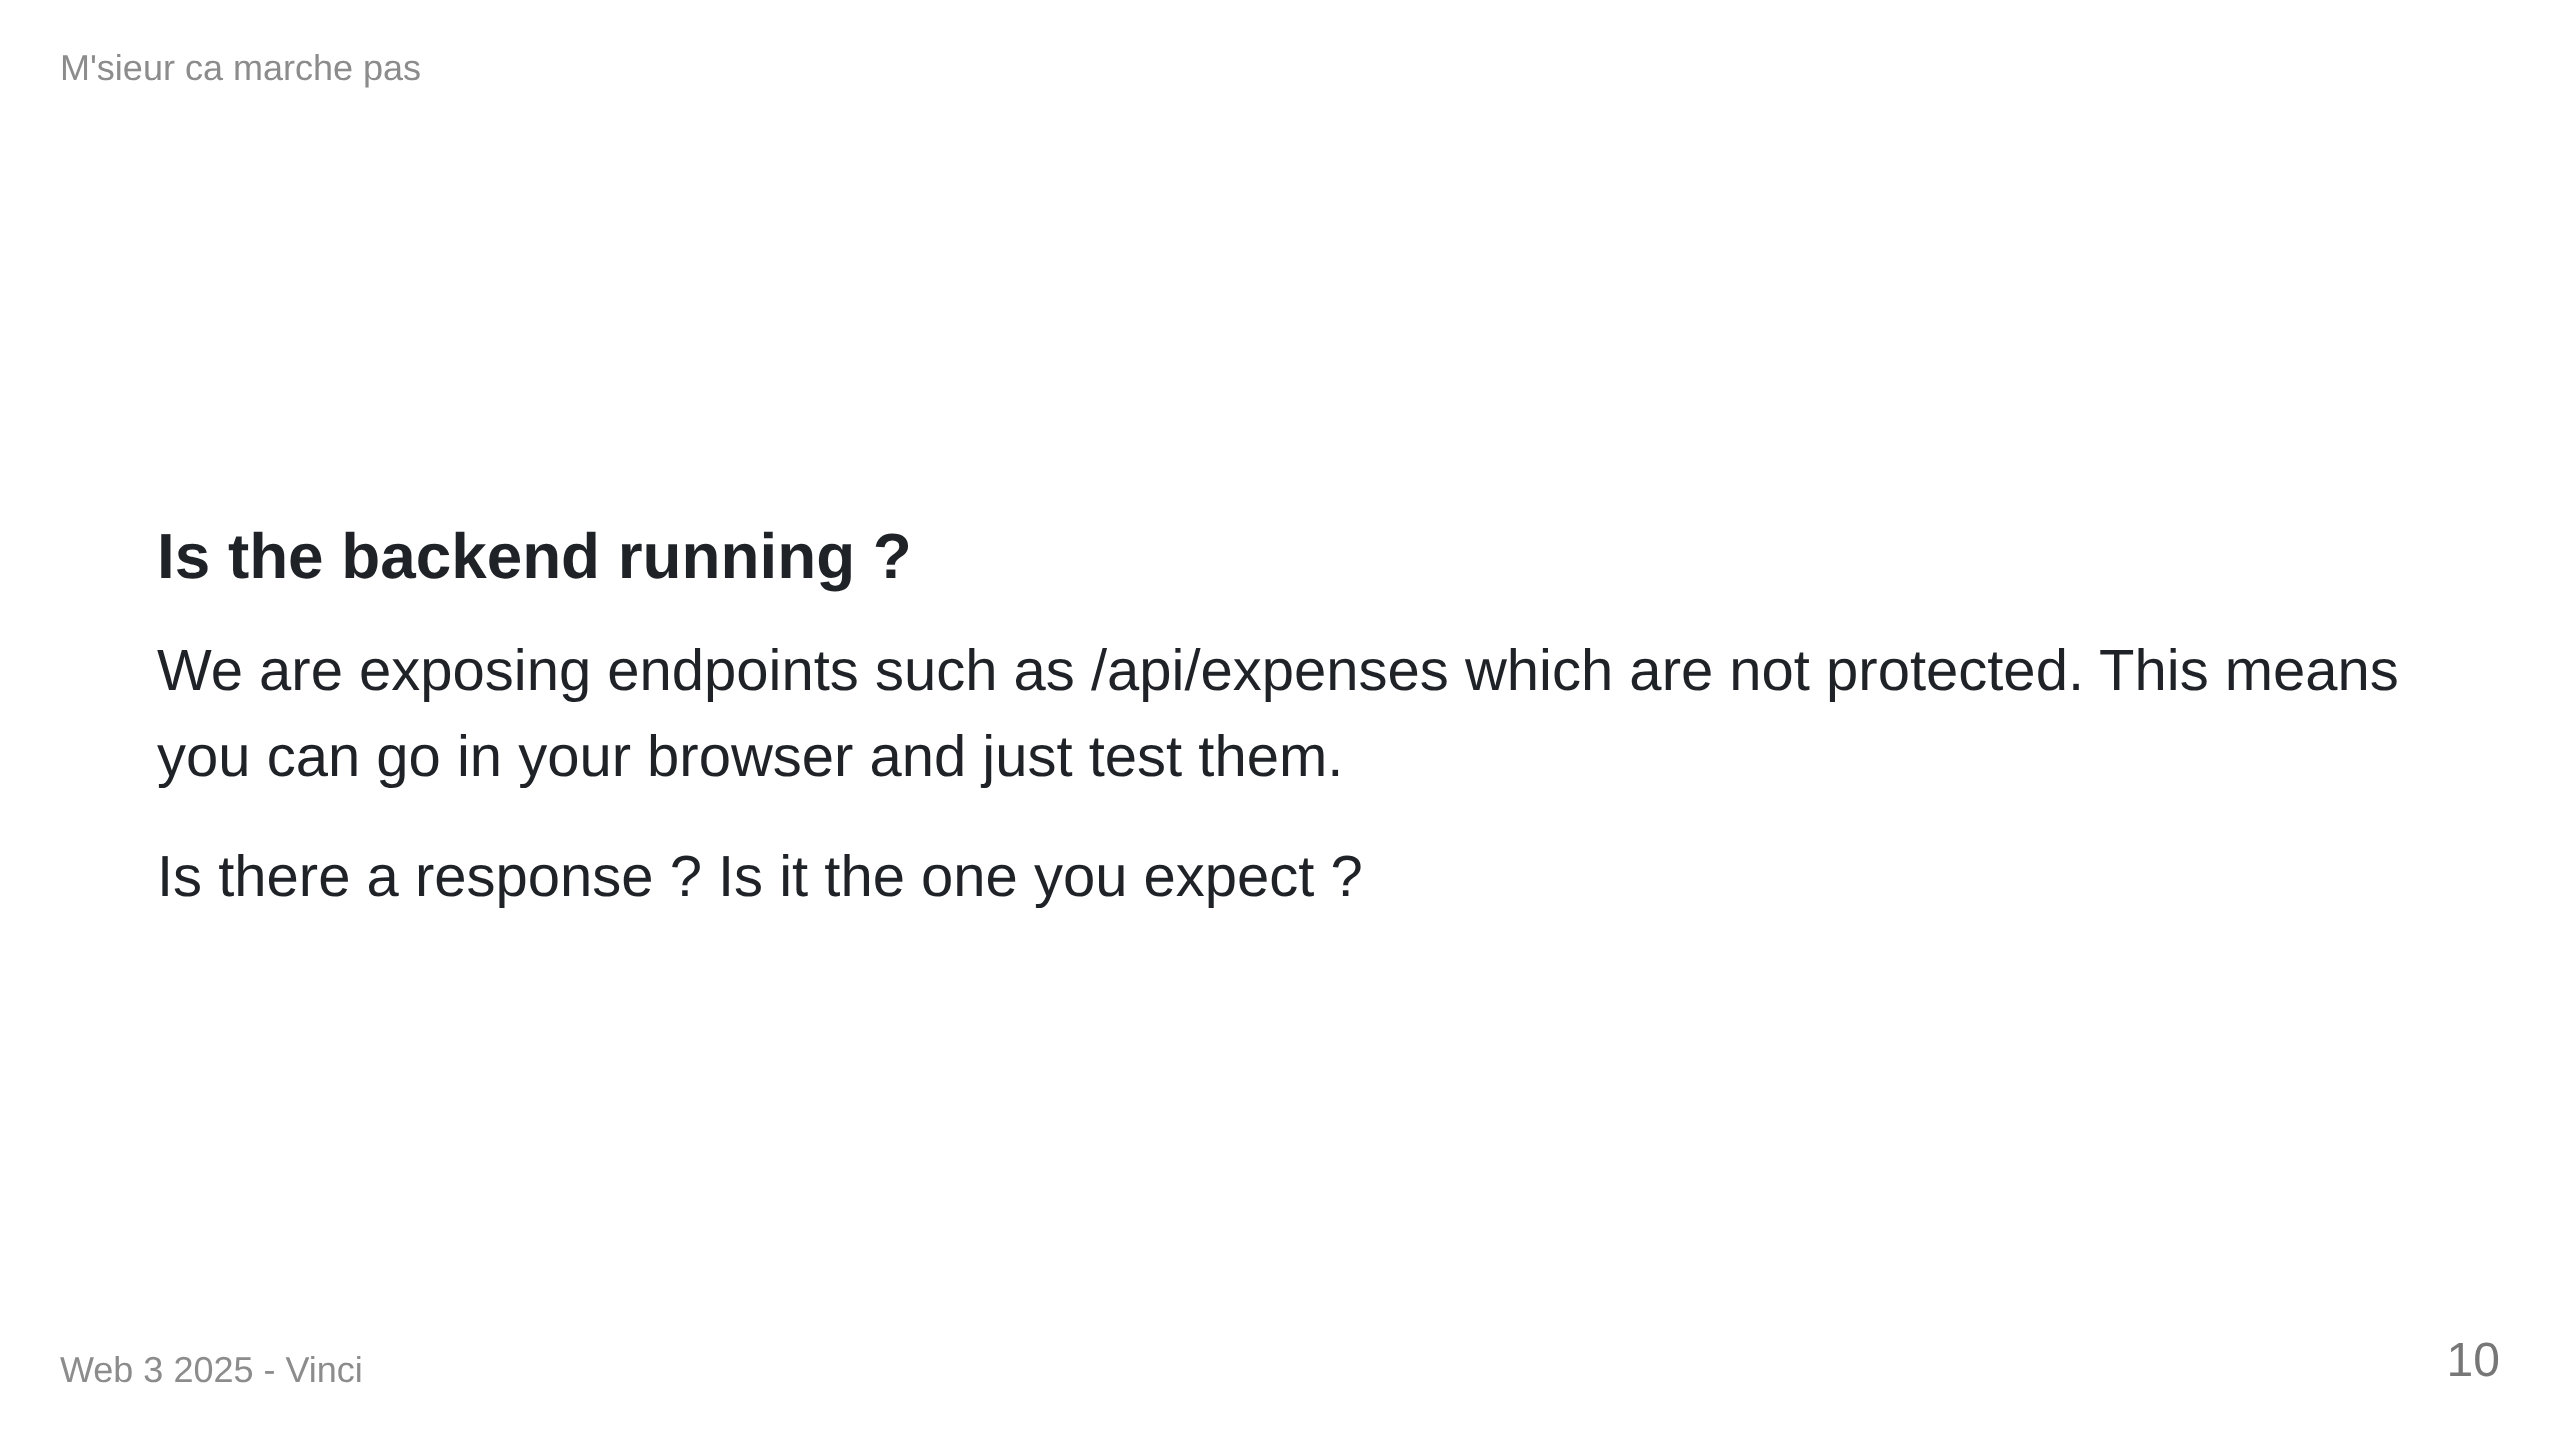 M'sieur ca marche pas
Is the backend running ?
We are exposing endpoints such as /api/expenses which are not protected. This means
you can go in your browser and just test them.
Is there a response ? Is it the one you expect ?
Web 3 2025 - Vinci
10